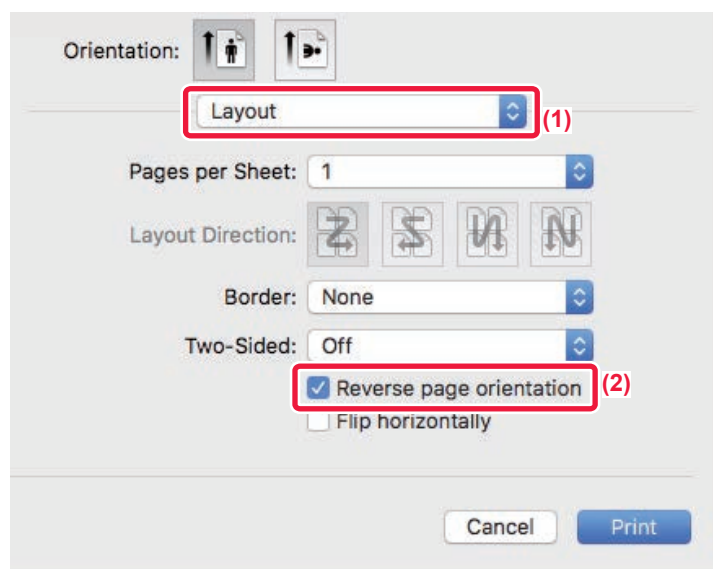 Orientation:
Layout (1)
Pages per Sheet: 1
Layout Direction:
Border: None
Two-Sided: Off
Reverse page orientation (2)
Flip horizontally
Cancel Print